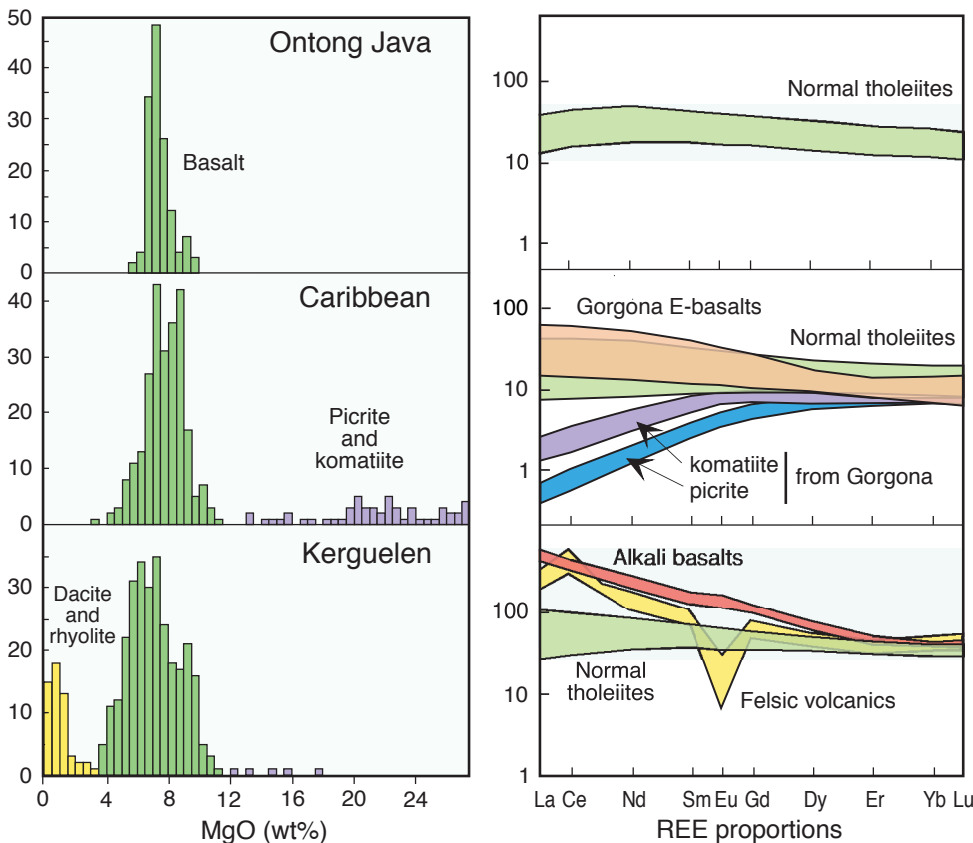 50
40
30
20
10
0
Ontong Java
Basalt
40
30
20
10
0
Caribbean
Picrite
and
komatiite
30
20
10
0
Kerguelen
Dacite
and
rhyolite
0
4
8
12
16
20
24
MgO (wt%)
100
10
1
Normal tholeiites
100
10
1
Gorgona E-basalts
Normal tholeiites
komatiite
picrite
from Gorgona
100
10
1
Alkali basalts
Normal
tholeiites
Felsic volcanics
La Ce Nd Sm Eu Gd Dy Er Yb Lu
REE proportions